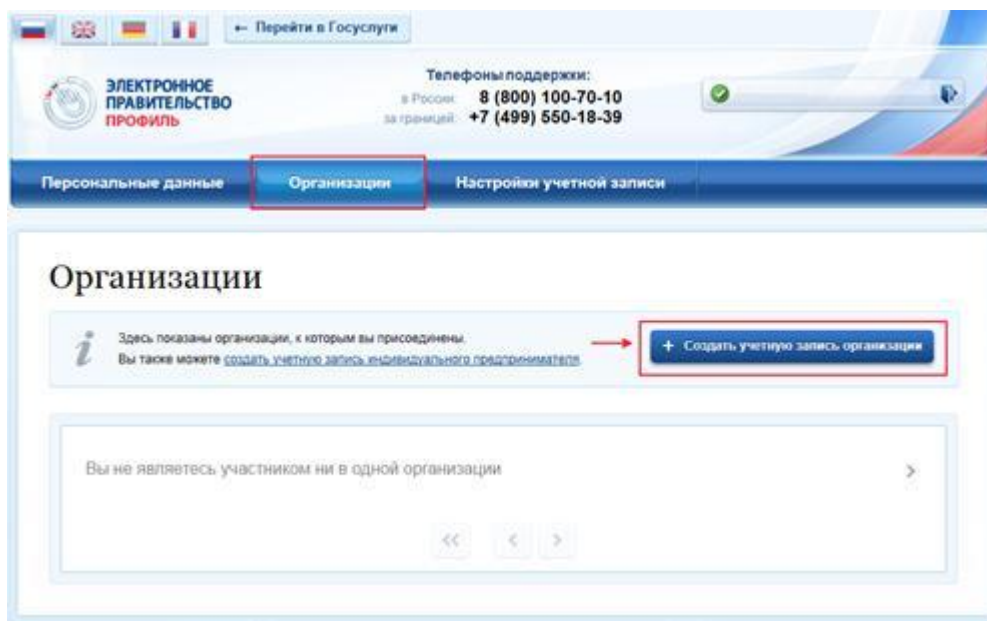 ← Перейти в Госуслуги
ЭЛЕКТРОННОЕ
ПРАВИТЕЛЬСТВО
ПРОФИЛЬ
Телефоны поддержки:
в России: 8 (800) 100-70-10
за границей: +7 (499) 550-18-39
Персональные данные Организации Настройки учетной записи
Организации
Здесь показаны организации, к которым вы присоединены.
Вы также можете создать учетную запись индивидуального предпринимателя.
+ Создать учетную запись организации
Вы не являетесь участником ни в одной организации